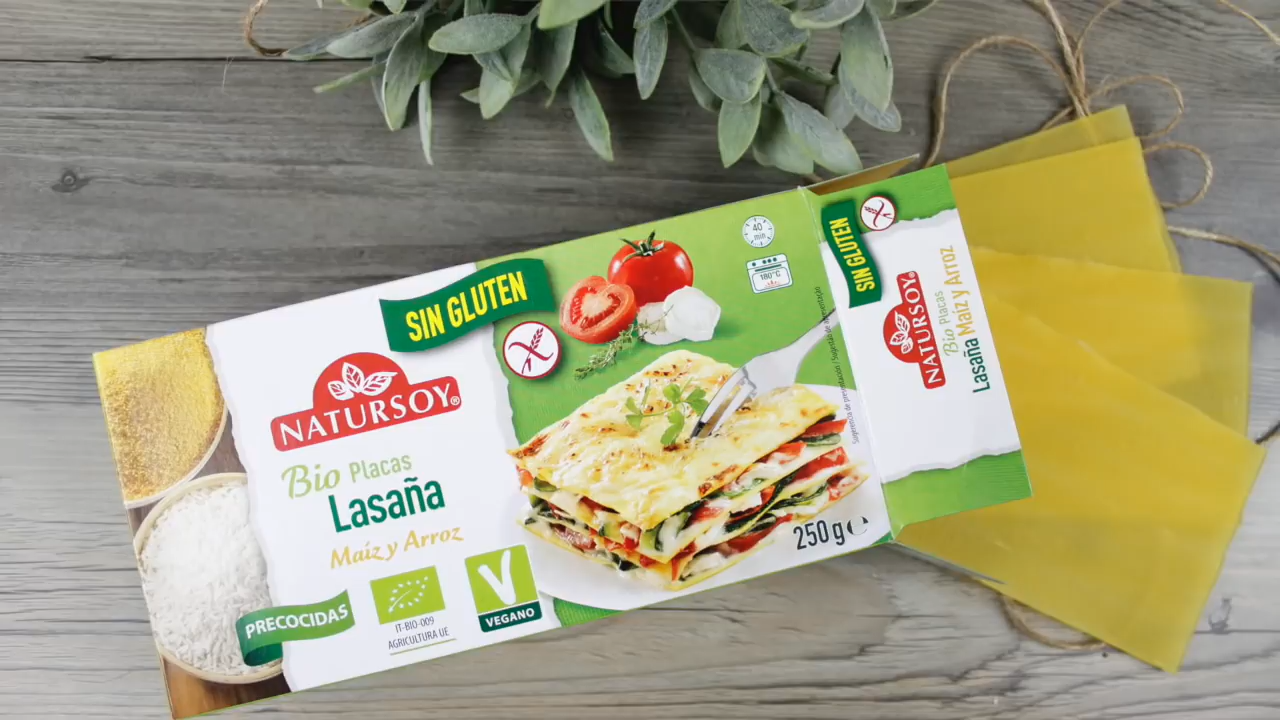 SIN GLUTEN
NATURSOY®
Bio Placas
Lasaña
Maíz y Arroz
PRECOCIDAS
IT-BIO-009
AGRICULTURA UE
VEGANO
40
min
180°C
250 g e
SIN GLUTEN
NATURSOY®
Bio Placas
Lasaña Maíz y Arroz